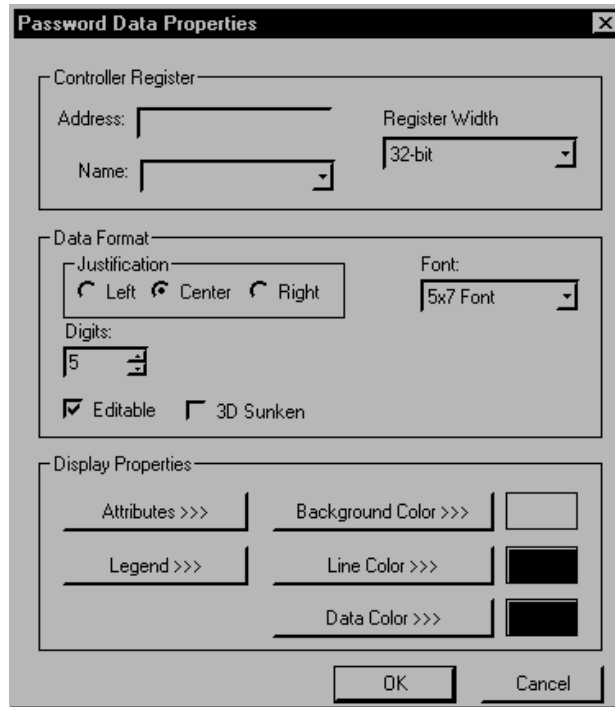 Password Data Properties
Controller Register
Address:
Register Width
32-bit
Name:
Data Format
Justification
Left Center Right
Font:
5x7 Font
Digits:
5
Editable 3D Sunken
Display Properties
Attributes >>> Background Color >>>
Legend >>> Line Color >>>
Data Color >>>
OK Cancel